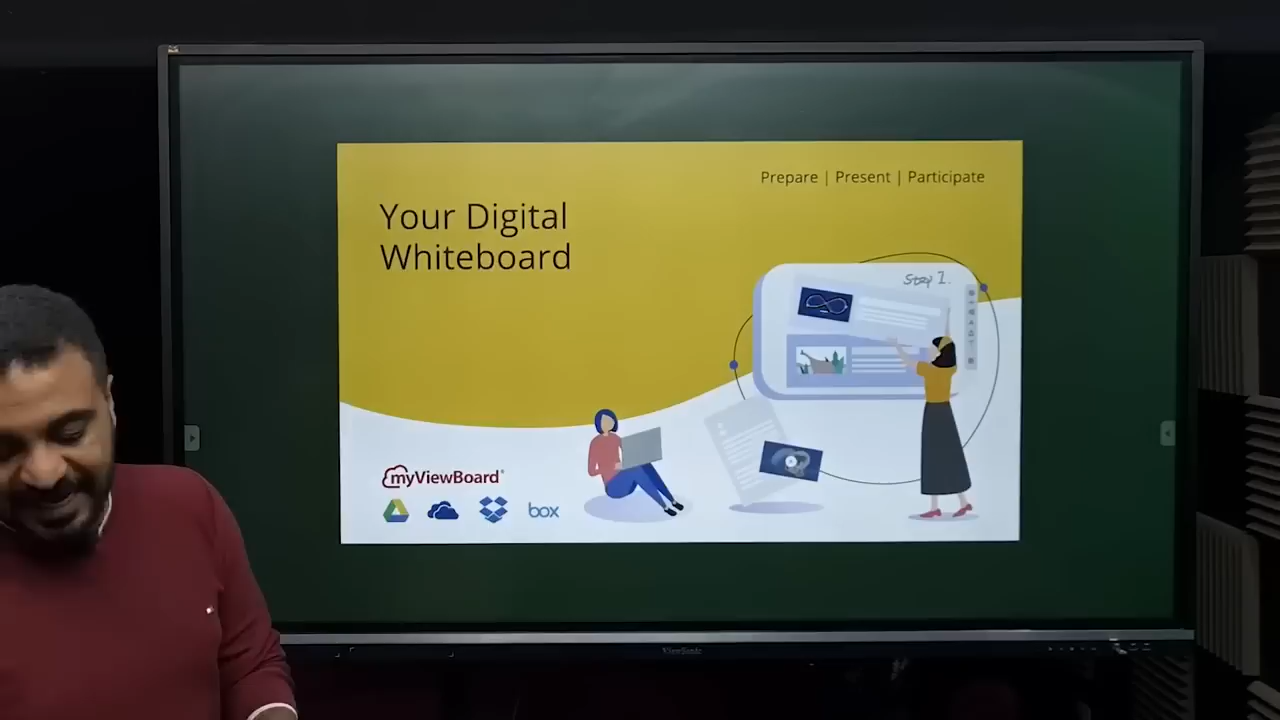 Prepare | Present | Participate
Your Digital
Whiteboard
Step 1.
myViewBoard
box
ViewSonic